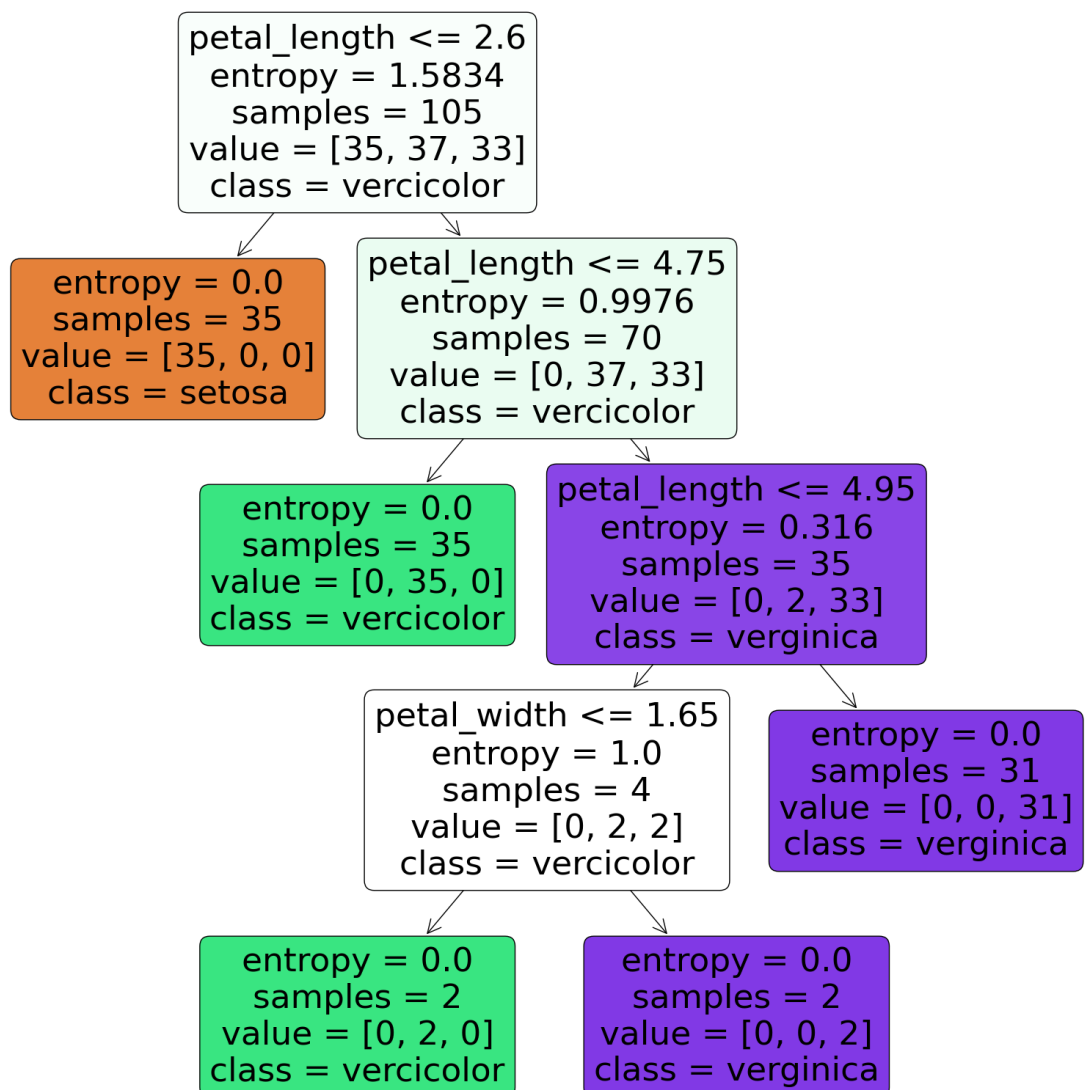 petal_length <= 2.6
entropy = 1.5834
samples = 105
value = [35, 37, 33]
class = vercicolor
entropy = 0.0
samples = 35
value = [35, 0, 0]
class = setosa
petal_length <= 4.75
entropy = 0.9976
samples = 70
value = [0, 37, 33]
class = vercicolor
entropy = 0.0
samples = 35
value = [0, 35, 0]
class = vercicolor
petal_length <= 4.95
entropy = 0.316
samples = 35
value = [0, 2, 33]
class = verginica
petal_width <= 1.65
entropy = 1.0
samples = 4
value = [0, 2, 2]
class = vercicolor
entropy = 0.0
samples = 31
value = [0, 0, 31]
class = verginica
entropy = 0.0
samples = 2
value = [0, 2, 0]
class = vercicolor
entropy = 0.0
samples = 2
value = [0, 0, 2]
class = verginica